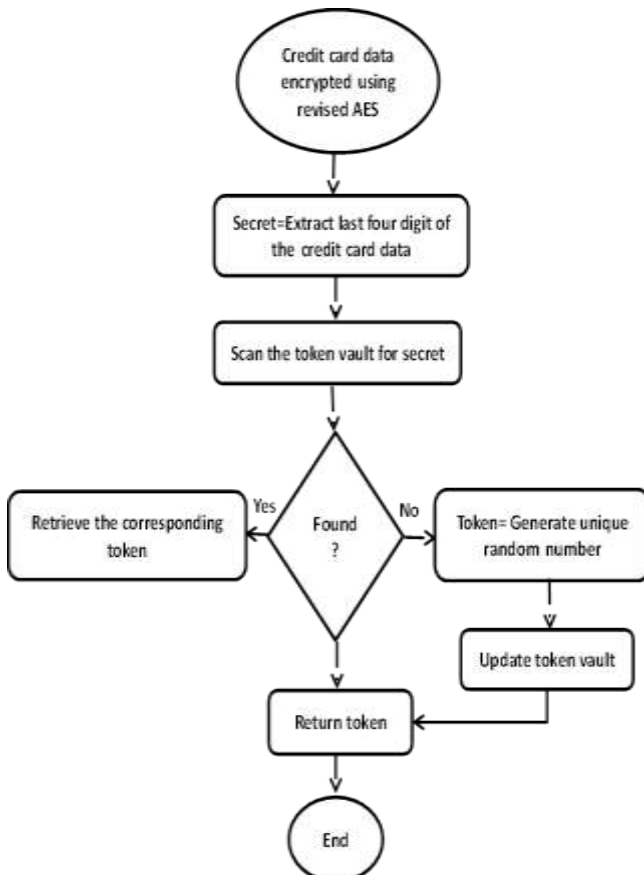 Credit card data
encrypted using
revised AES
Secret=Extract last four digit of
the credit card data
Scan the token vault for secret
Yes
No
Retrieve the corresponding
token
Found
?
Token= Generate unique
random number
Update token vault
Return token
End